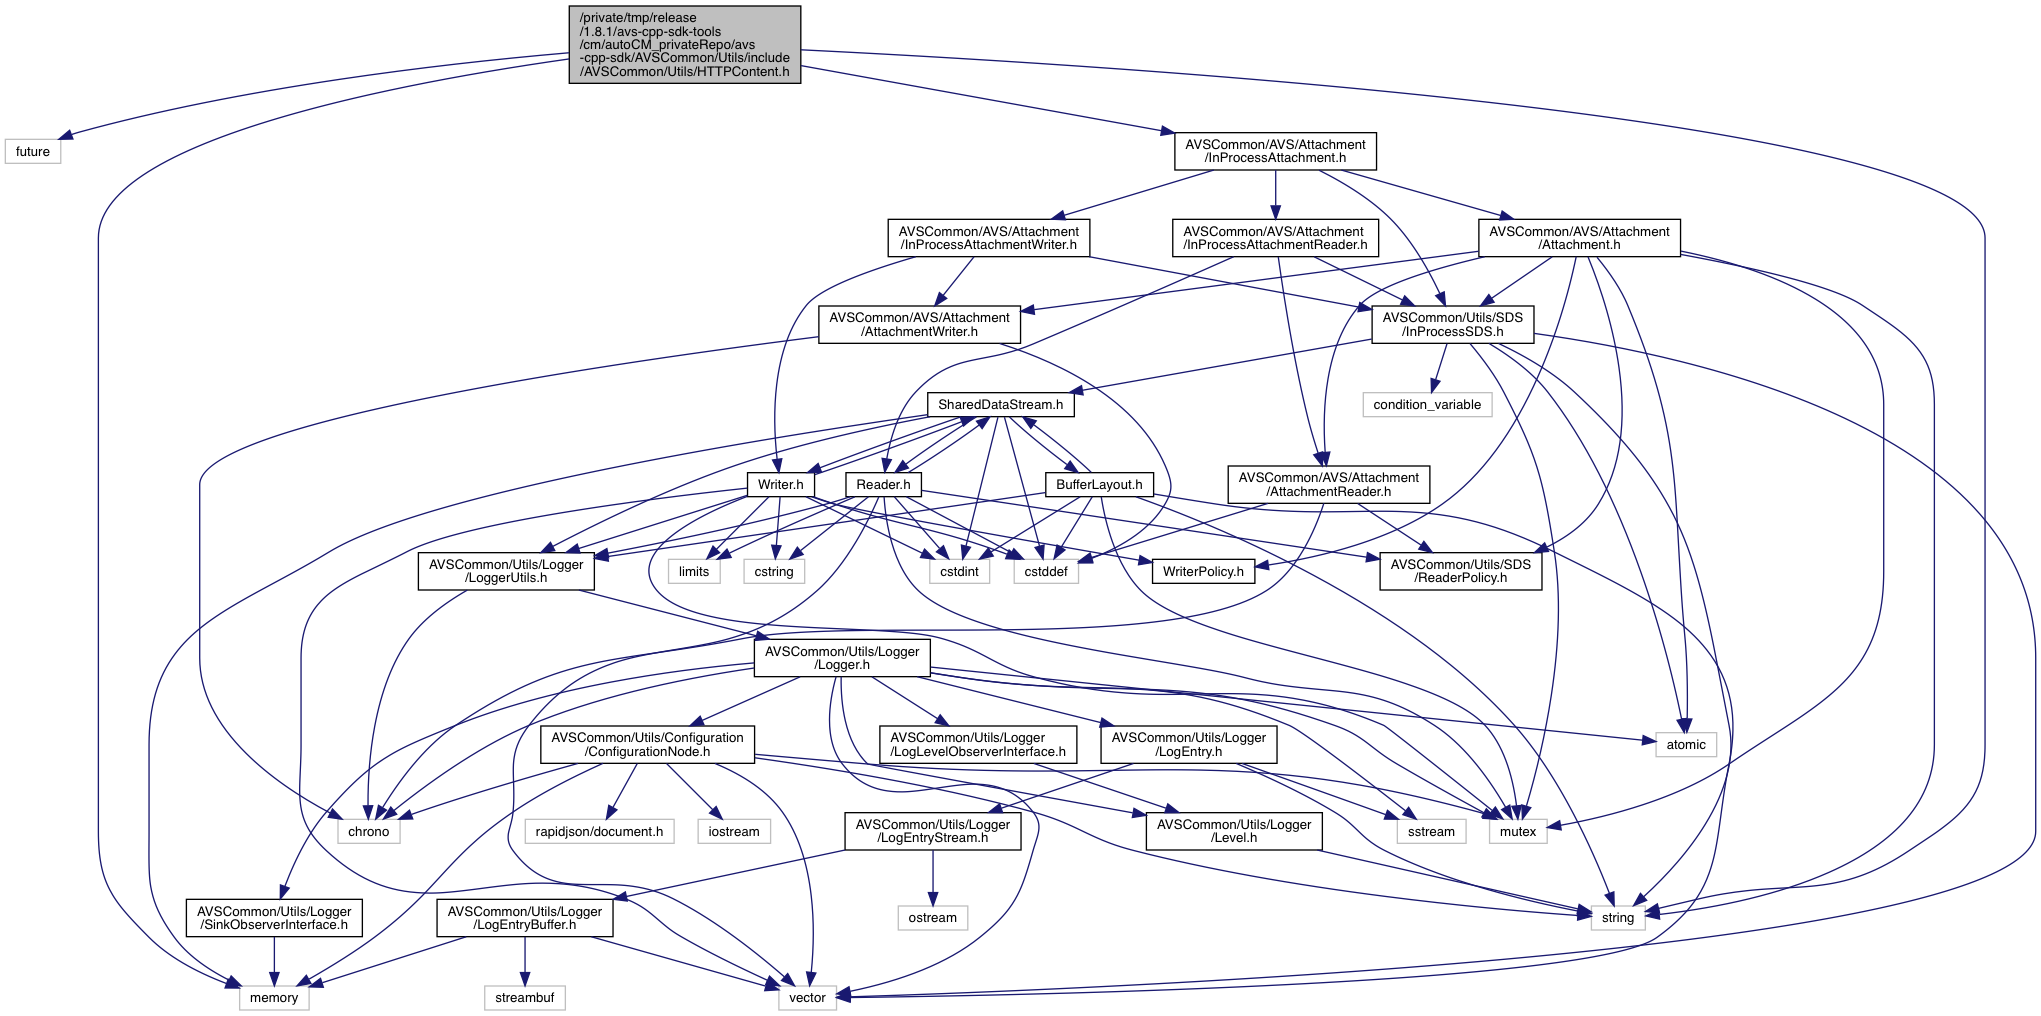 /private/tmp/release
/1.8.1/avs-cpp-sdk-tools
/cm/autoCM_privateRepo/avs
-cpp-sdk/AVSCommon/Utils/include
/AVSCommon/Utils/HTTPContent.h
future
AVSCommon/AVS/Attachment
/InProcessAttachment.h
AVSCommon/AVS/Attachment
/InProcessAttachmentWriter.h
AVSCommon/AVS/Attachment
/InProcessAttachmentReader.h
AVSCommon/AVS/Attachment
/Attachment.h
AVSCommon/AVS/Attachment
/AttachmentWriter.h
AVSCommon/Utils/SDS
/InProcessSDS.h
SharedDataStream.h
condition_variable
Writer.h
Reader.h
BufferLayout.h
AVSCommon/AVS/Attachment
/AttachmentReader.h
AVSCommon/Utils/Logger
/LoggerUtils.h
limits
cstring
cstdint
cstddef
WriterPolicy.h
AVSCommon/Utils/SDS
/ReaderPolicy.h
AVSCommon/Utils/Logger
/Logger.h
AVSCommon/Utils/Configuration
/ConfigurationNode.h
AVSCommon/Utils/Logger
/LogLevelObserverInterface.h
AVSCommon/Utils/Logger
/LogEntry.h
atomic
chrono
rapidjson/document.h
iostream
AVSCommon/Utils/Logger
/LogEntryStream.h
AVSCommon/Utils/Logger
/Level.h
sstream
mutex
AVSCommon/Utils/Logger
/SinkObserverInterface.h
AVSCommon/Utils/Logger
/LogEntryBuffer.h
ostream
string
memory
streambuf
vector